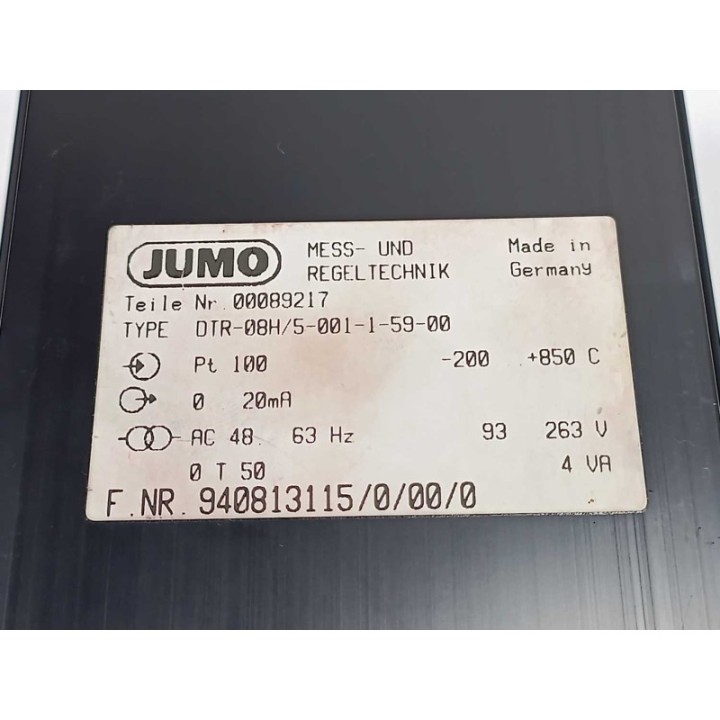 JUMO MESS- UND Made in
REGELTECHNIK Germany
Teile Nr. 00089217
TYPE DTR-08H/5-001-1-59-00
Pt 100 -200 +850 C
0 20mA
AC 48.. 63 Hz 93 263 V
0 T 50 4 VA
F.NR. 940813115/0/00/0